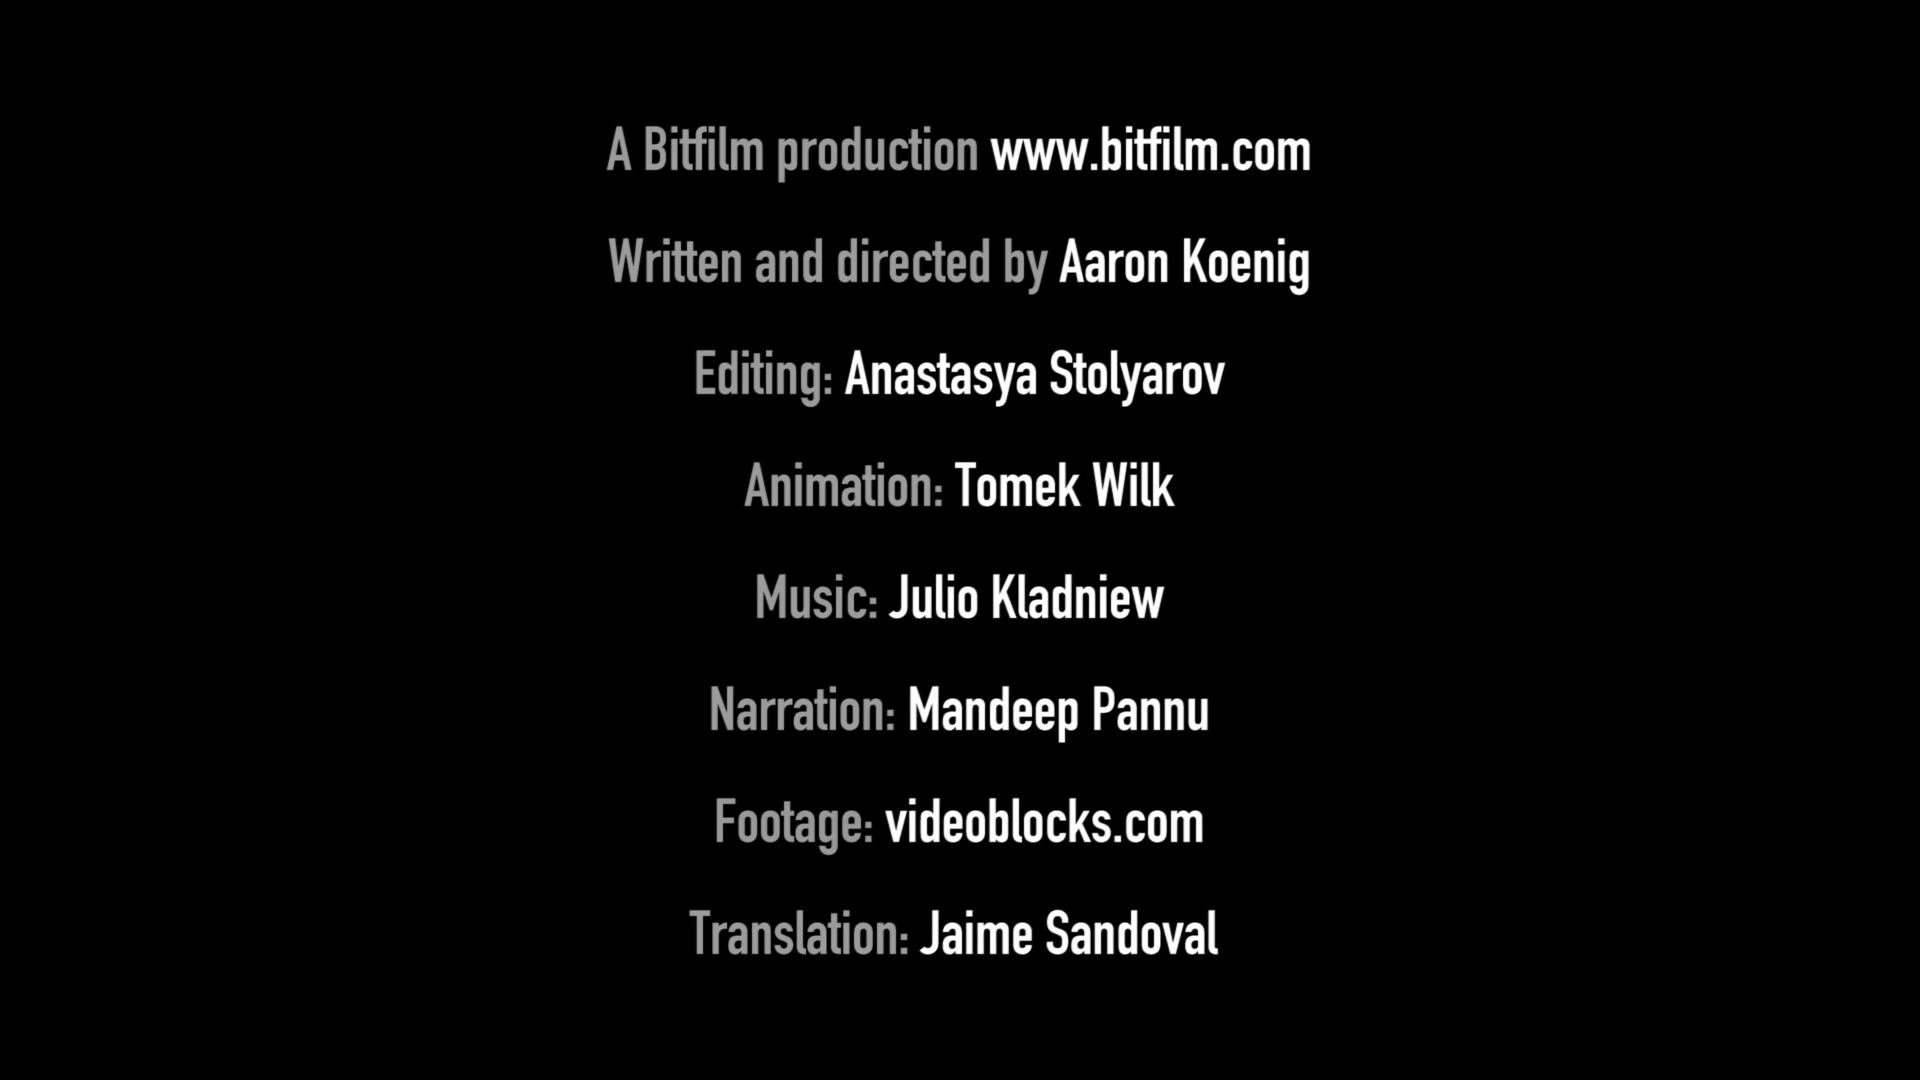 A Bitfilm production www.bitfilm.com
Written and directed by Aaron Koenig
Editing: Anastasya Stolyarov
Animation: Tomek Wilk
Music: Julio Kladniew
Narration: Mandeep Pannu
Footage: videoblocks.com
Translation: Jaime Sandoval